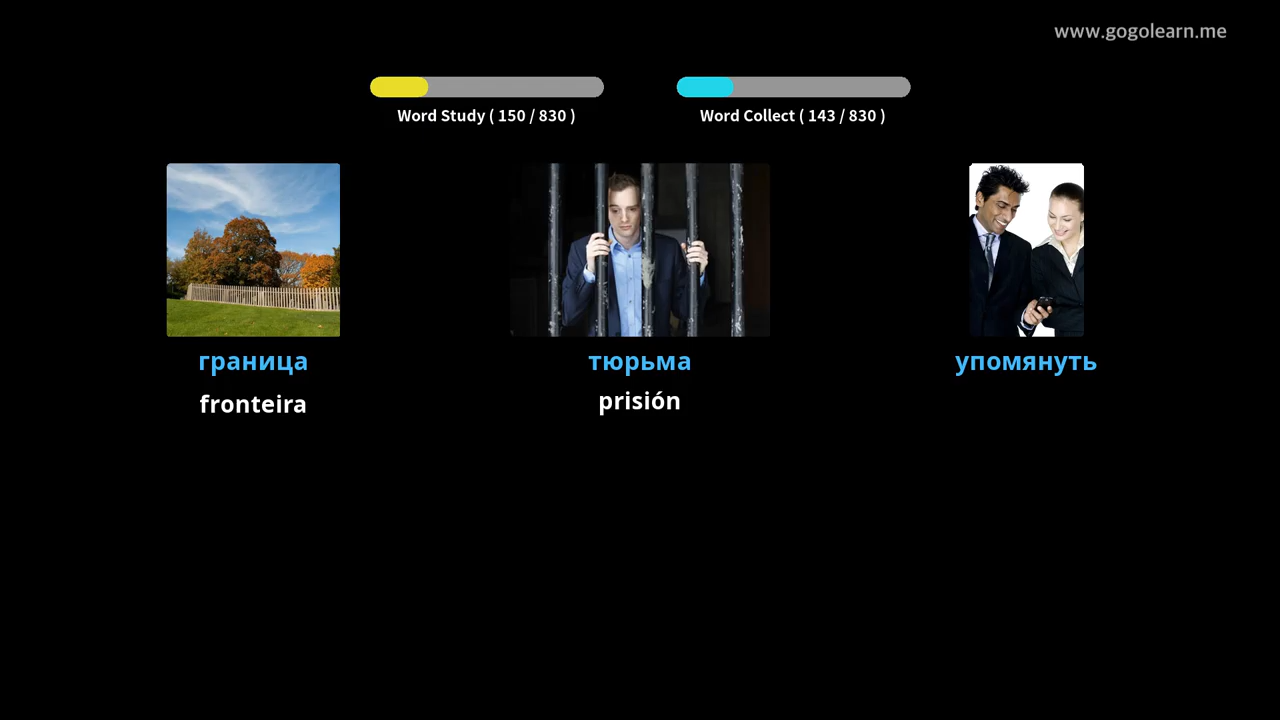 www.gogolearn.me
Word Study ( 150 / 830 )
Word Collect ( 143 / 830 )
граница
fronteira
тюрьма
prisión
упомянуть